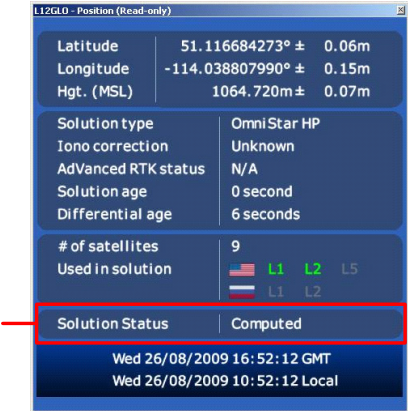 L12GLO - Position (Read-only)
Latitude 51.116684273° ± 0.06m
Longitude -114.038807990° ± 0.15m
Hgt. (MSL) 1064.720m ± 0.07m
Solution type OmniStar HP
Iono correction Unknown
AdVanced RTK status N/A
Solution age 0 second
Differential age 6 seconds
# of satellites 9
Used in solution L1 L2 L5
L1 L2
Solution Status Computed
Wed 26/08/2009 16:52:12 GMT
Wed 26/08/2009 10:52:12 Local